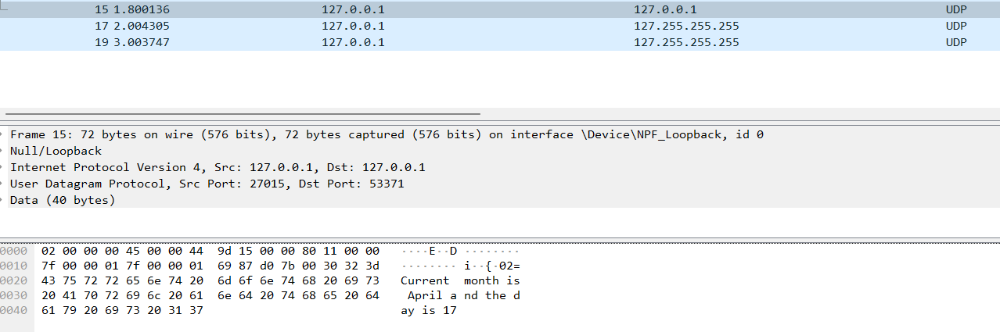 15 1.800136 127.0.0.1 127.0.0.1 UDP
17 2.004305 127.0.0.1 127.255.255.255 UDP
19 3.003747 127.0.0.1 127.255.255.255 UDP
Frame 15: 72 bytes on wire (576 bits), 72 bytes captured (576 bits) on interface \Device\NPF_Loopback, id 0
Null/Loopback
Internet Protocol Version 4, Src: 127.0.0.1, Dst: 127.0.0.1
User Datagram Protocol, Src Port: 27015, Dst Port: 53371
Data (40 bytes)
0000 02 00 00 00 45 00 00 44 9d 15 00 00 80 11 00 00 ····E··D ········
0010 7f 00 00 01 7f 00 00 01 69 87 d0 7b 00 30 32 3d ········ i··{·02=
0020 43 75 72 72 65 6e 74 20 6d 6f 6e 74 68 20 69 73 Current month is
0030 20 41 70 72 69 6c 20 61 6e 64 20 74 68 65 20 64 April a nd the d
0040 61 79 20 69 73 20 31 37 ay is 17